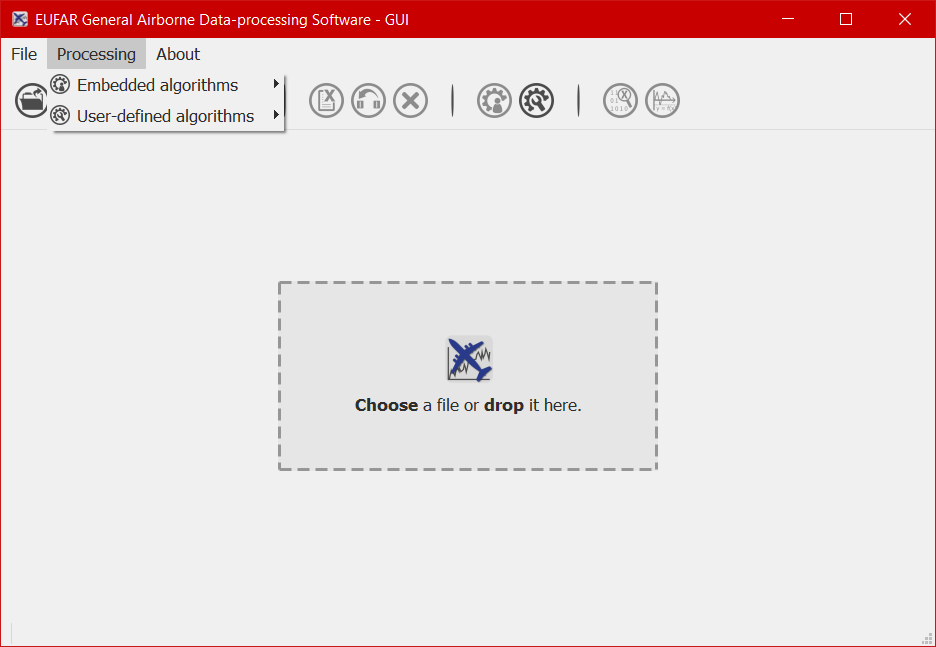 EUFAR General Airborne Data-processing Software - GUI
File Processing About
Embedded algorithms
User-defined algorithms
Choose a file or drop it here.